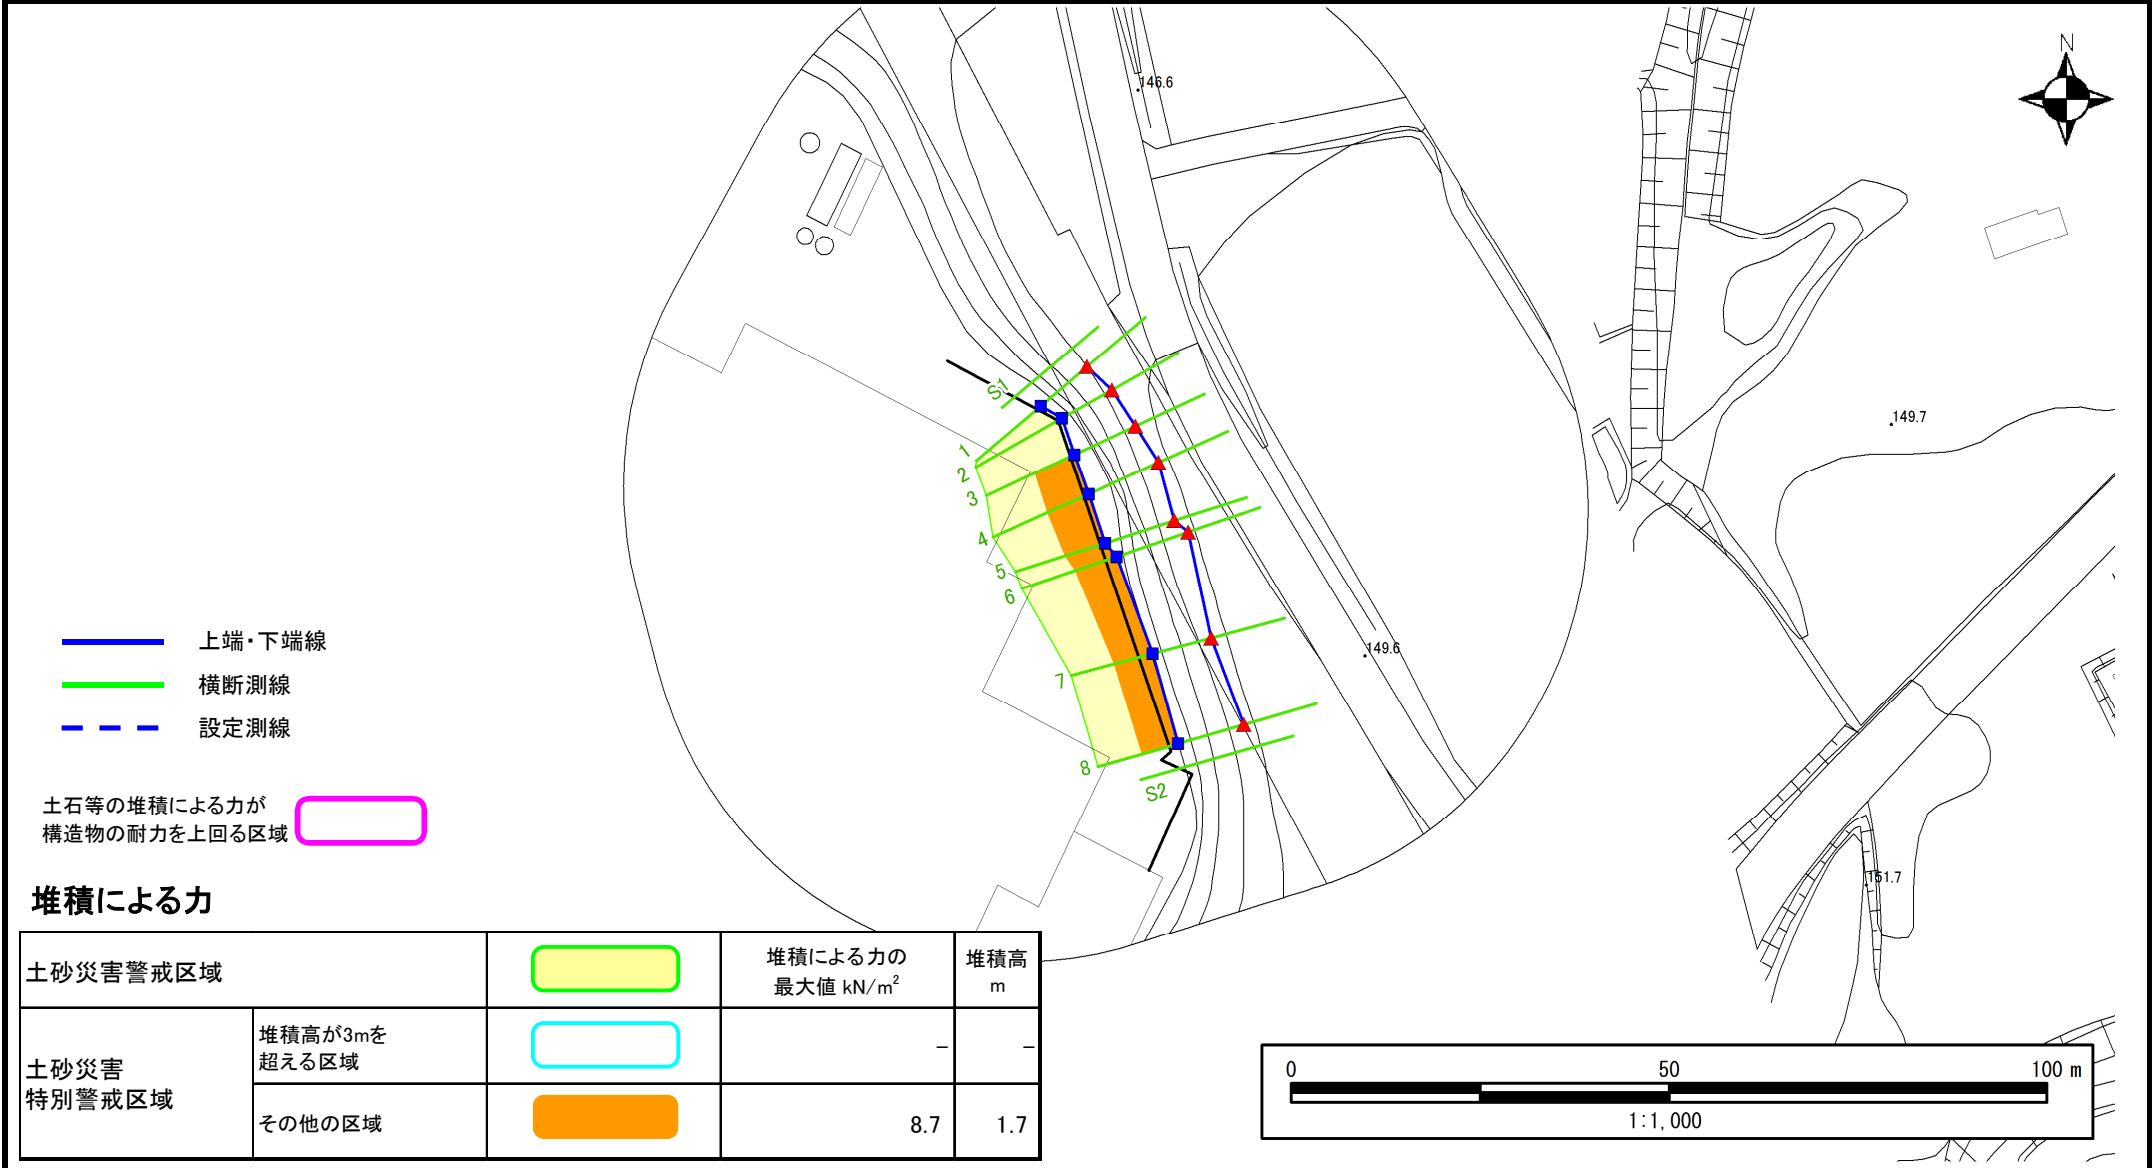 N
146.6
149.7
149.6
151.7
S1
1
2
3
4
5
6
7
8
S2
上端・下端線
横断測線
設定測線
土石等の堆積による力が
構造物の耐力を上回る区域
堆積による力
土砂災害警戒区域
堆積による力の
最大値 kN/m²
堆積高
m
土砂災害
特別警戒区域
堆積高が3mを
超える区域
－
－
その他の区域
8.7
1.7
0 50 100 m
1:1,000